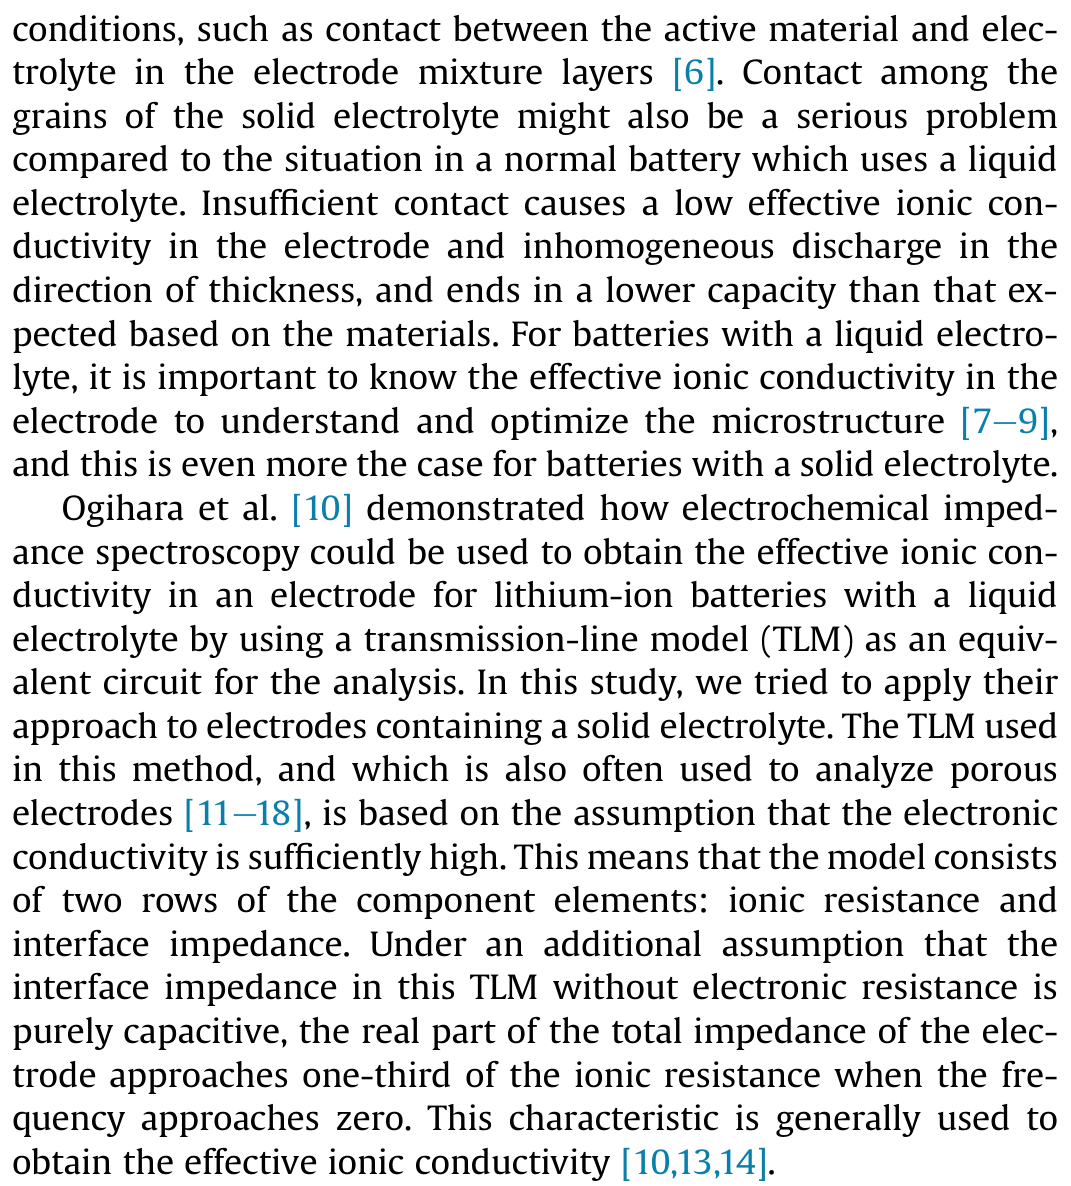 conditions, such as contact between the active material and elec-
trolyte in the electrode mixture layers [6]. Contact among the
grains of the solid electrolyte might also be a serious problem
compared to the situation in a normal battery which uses a liquid
electrolyte. Insufficient contact causes a low effective ionic con-
ductivity in the electrode and inhomogeneous discharge in the
direction of thickness, and ends in a lower capacity than that ex-
pected based on the materials. For batteries with a liquid electro-
lyte, it is important to know the effective ionic conductivity in the
electrode to understand and optimize the microstructure [7–9],
and this is even more the case for batteries with a solid electrolyte.
Ogihara et al. [10] demonstrated how electrochemical imped-
ance spectroscopy could be used to obtain the effective ionic con-
ductivity in an electrode for lithium-ion batteries with a liquid
electrolyte by using a transmission-line model (TLM) as an equiv-
alent circuit for the analysis. In this study, we tried to apply their
approach to electrodes containing a solid electrolyte. The TLM used
in this method, and which is also often used to analyze porous
electrodes [11–18], is based on the assumption that the electronic
conductivity is sufficiently high. This means that the model consists
of two rows of the component elements: ionic resistance and
interface impedance. Under an additional assumption that the
interface impedance in this TLM without electronic resistance is
purely capacitive, the real part of the total impedance of the elec-
trode approaches one-third of the ionic resistance when the fre-
quency approaches zero. This characteristic is generally used to
obtain the effective ionic conductivity [10,13,14].